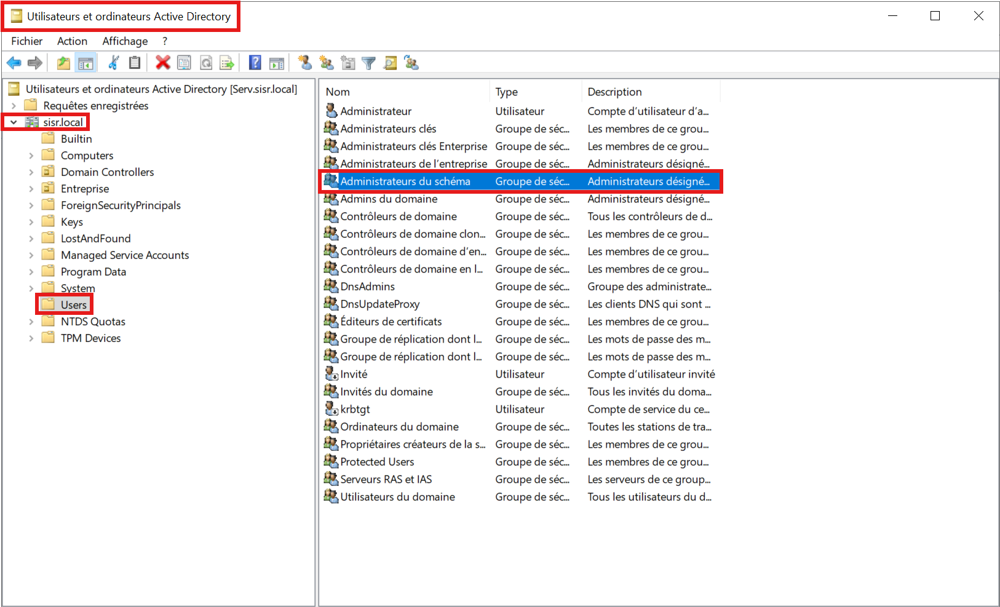 Utilisateurs et ordinateurs Active Directory
Fichier Action Affichage ?
Utilisateurs et ordinateurs Active Directory [Serv.sisr.local]
Requêtes enregistrées
sisr.local
Builtin
Computers
Domain Controllers
Entreprise
ForeignSecurityPrincipals
Keys
LostAndFound
Managed Service Accounts
Program Data
System
Users
NTDS Quotas
TPM Devices
Nom Type Description
Administrateur Utilisateur Compte d’utilisateur d’a...
Administrateurs clés Groupe de séc... Les membres de ce grou...
Administrateurs clés Enterprise Groupe de séc... Les membres de ce grou...
Administrateurs de l’entreprise Groupe de séc... Administrateurs désigné...
Administrateurs du schéma Groupe de séc... Administrateurs désigné...
Admins du domaine Groupe de séc... Administrateurs désigné...
Contrôleurs de domaine Groupe de séc... Tous les contrôleurs de d...
Contrôleurs de domaine clon... Groupe de séc... Les membres de ce grou...
Contrôleurs de domaine d’en... Groupe de séc... Les membres de ce grou...
Contrôleurs de domaine en l... Groupe de séc... Les membres de ce grou...
DnsAdmins Groupe de séc... Groupe des administrate...
DnsUpdateProxy Groupe de séc... Les clients DNS qui sont ...
Éditeurs de certificats Groupe de séc... Les membres de ce grou...
Groupe de réplication dont l... Groupe de séc... Les mots de passe des m...
Groupe de réplication dont l... Groupe de séc... Les mots de passe des m...
Invité Utilisateur Compte d’utilisateur invité
Invités du domaine Groupe de séc... Tous les invités du doma...
krbtgt Utilisateur Compte de service du ce...
Ordinateurs du domaine Groupe de séc... Toutes les stations de tra...
Propriétaires créateurs de la s... Groupe de séc... Les membres de ce grou...
Protected Users Groupe de séc... Les membres de ce grou...
Serveurs RAS et IAS Groupe de séc... Les serveurs de ce group...
Utilisateurs du domaine Groupe de séc... Tous les utilisateurs du d...